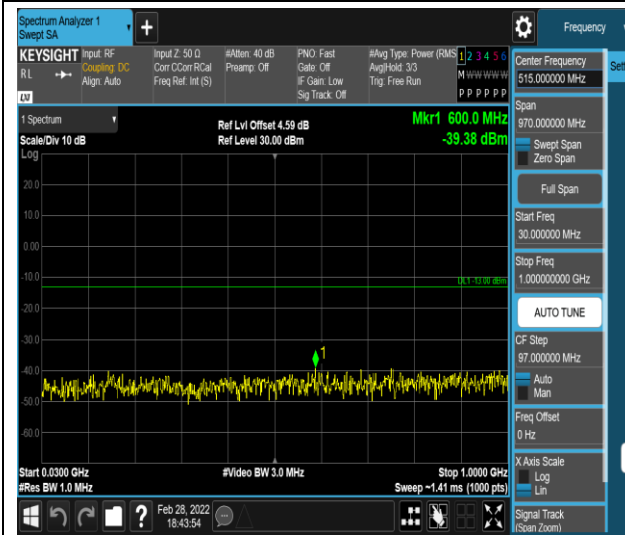 Spectrum Analyzer 1
Swept SA
Frequency
KEYSIGHT
RL
LXI
Input: RF
Coupling: DC
Align: Auto
Input Z: 50 Ω
Corr CCorr RCal
Freq Ref: Int (S)
#Atten: 40 dB
Preamp: Off
PNO: Fast
Gate: Off
IF Gain: Low
Sig Track: Off
#Avg Type: Power (RMS
Avg|Hold: 3/3
Trig: Free Run
1 2 3 4 5 6
M W W W W W
P P P P P P
1 Spectrum
Scale/Div 10 dB
Log
Ref Lvl Offset 4.59 dB
Ref Level 30.00 dBm
Mkr1 600.0 MHz
-39.38 dBm
20.0
10.0
0.00
-10.0
DL1 -13.00 dBm
-20.0
-30.0
1
-40.0
-50.0
-60.0
Start 0.0300 GHz
#Res BW 1.0 MHz
#Video BW 3.0 MHz
Stop 1.0000 GHz
Sweep ~1.41 ms (1000 pts)
Center Frequency
515.000000 MHz
Sett
Span
970.000000 MHz
Swept Span
Zero Span
Full Span
Start Freq
30.000000 MHz
Stop Freq
1.000000000 GHz
AUTO TUNE
CF Step
97.000000 MHz
Auto
Man
Freq Offset
0 Hz
X Axis Scale
Log
Lin
Signal Track
(Span Zoom)
?
Feb 28, 2022
18:43:54